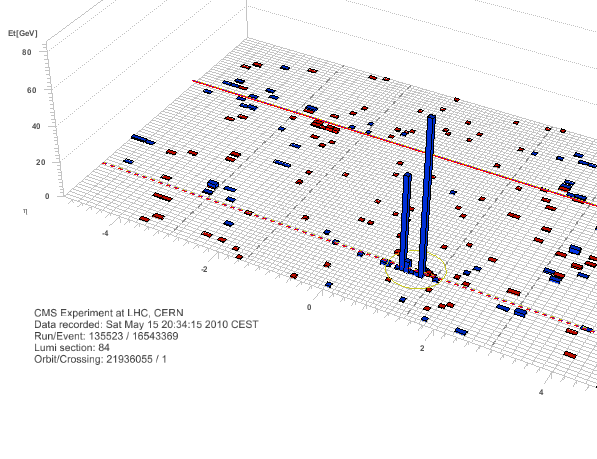 Et[GeV]
80
60
40
20
0
η
-4
-2
0
2
4
CMS Experiment at LHC, CERN
Data recorded: Sat May 15 20:34:15 2010 CEST
Run/Event: 135523 / 16543369
Lumi section: 84
Orbit/Crossing: 21936055 / 1